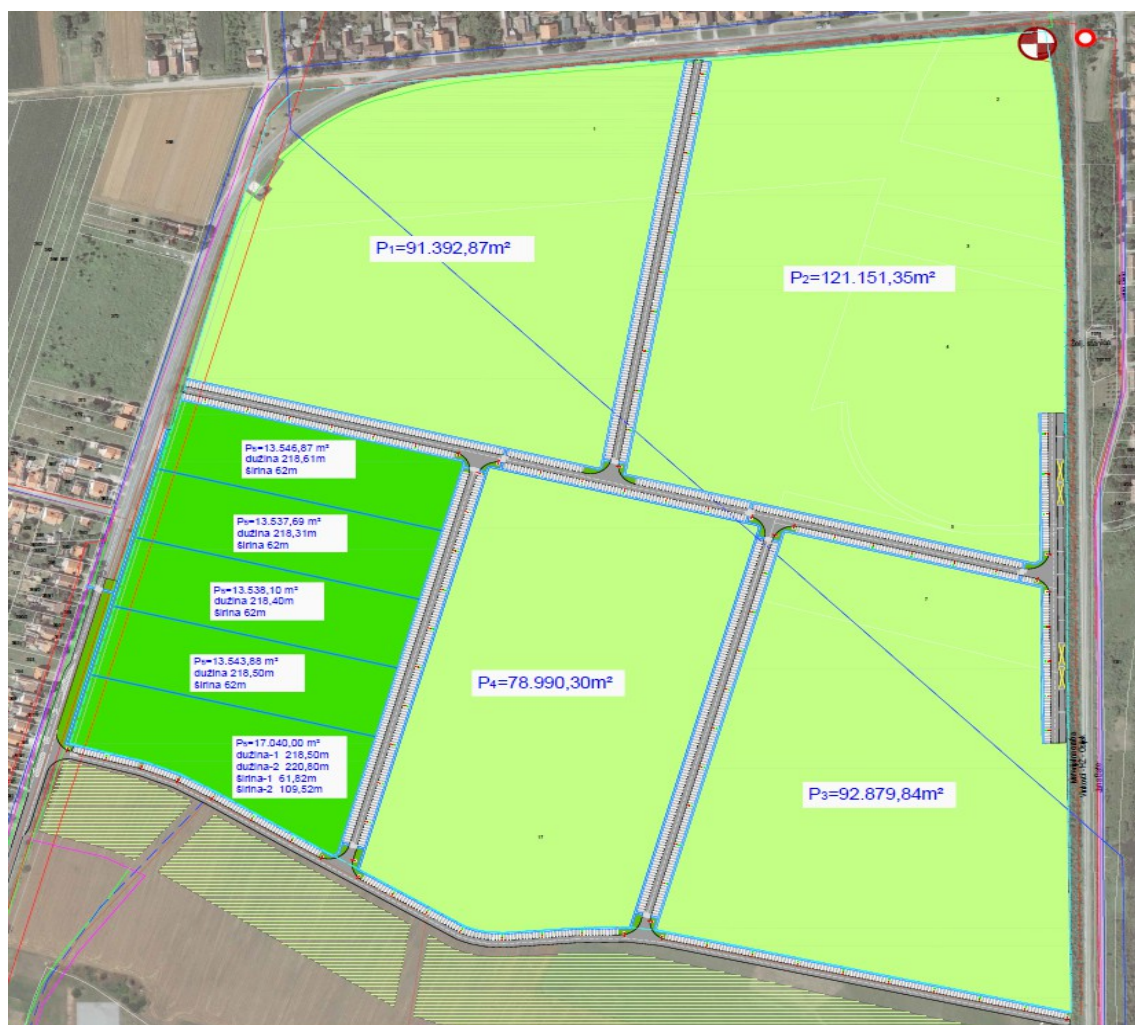 P1=91.392,87m²
P2=121.151,35m²
P5=13.546,87 m²
dužina 218,61m
širina 62m
P5=13.537,69 m²
dužina 218,31m
širina 62m
P5=13.538,10 m²
dužina 218,40m
širina 62m
P5=13.543,88 m²
dužina 218,50m
širina 62m
P4=78.990,30m²
P5=17.040,00 m²
dužina-1 218,50m
dužina-2 220,80m
širina-1 61,82m
širina-2 109,52m
P3=92.879,84m²